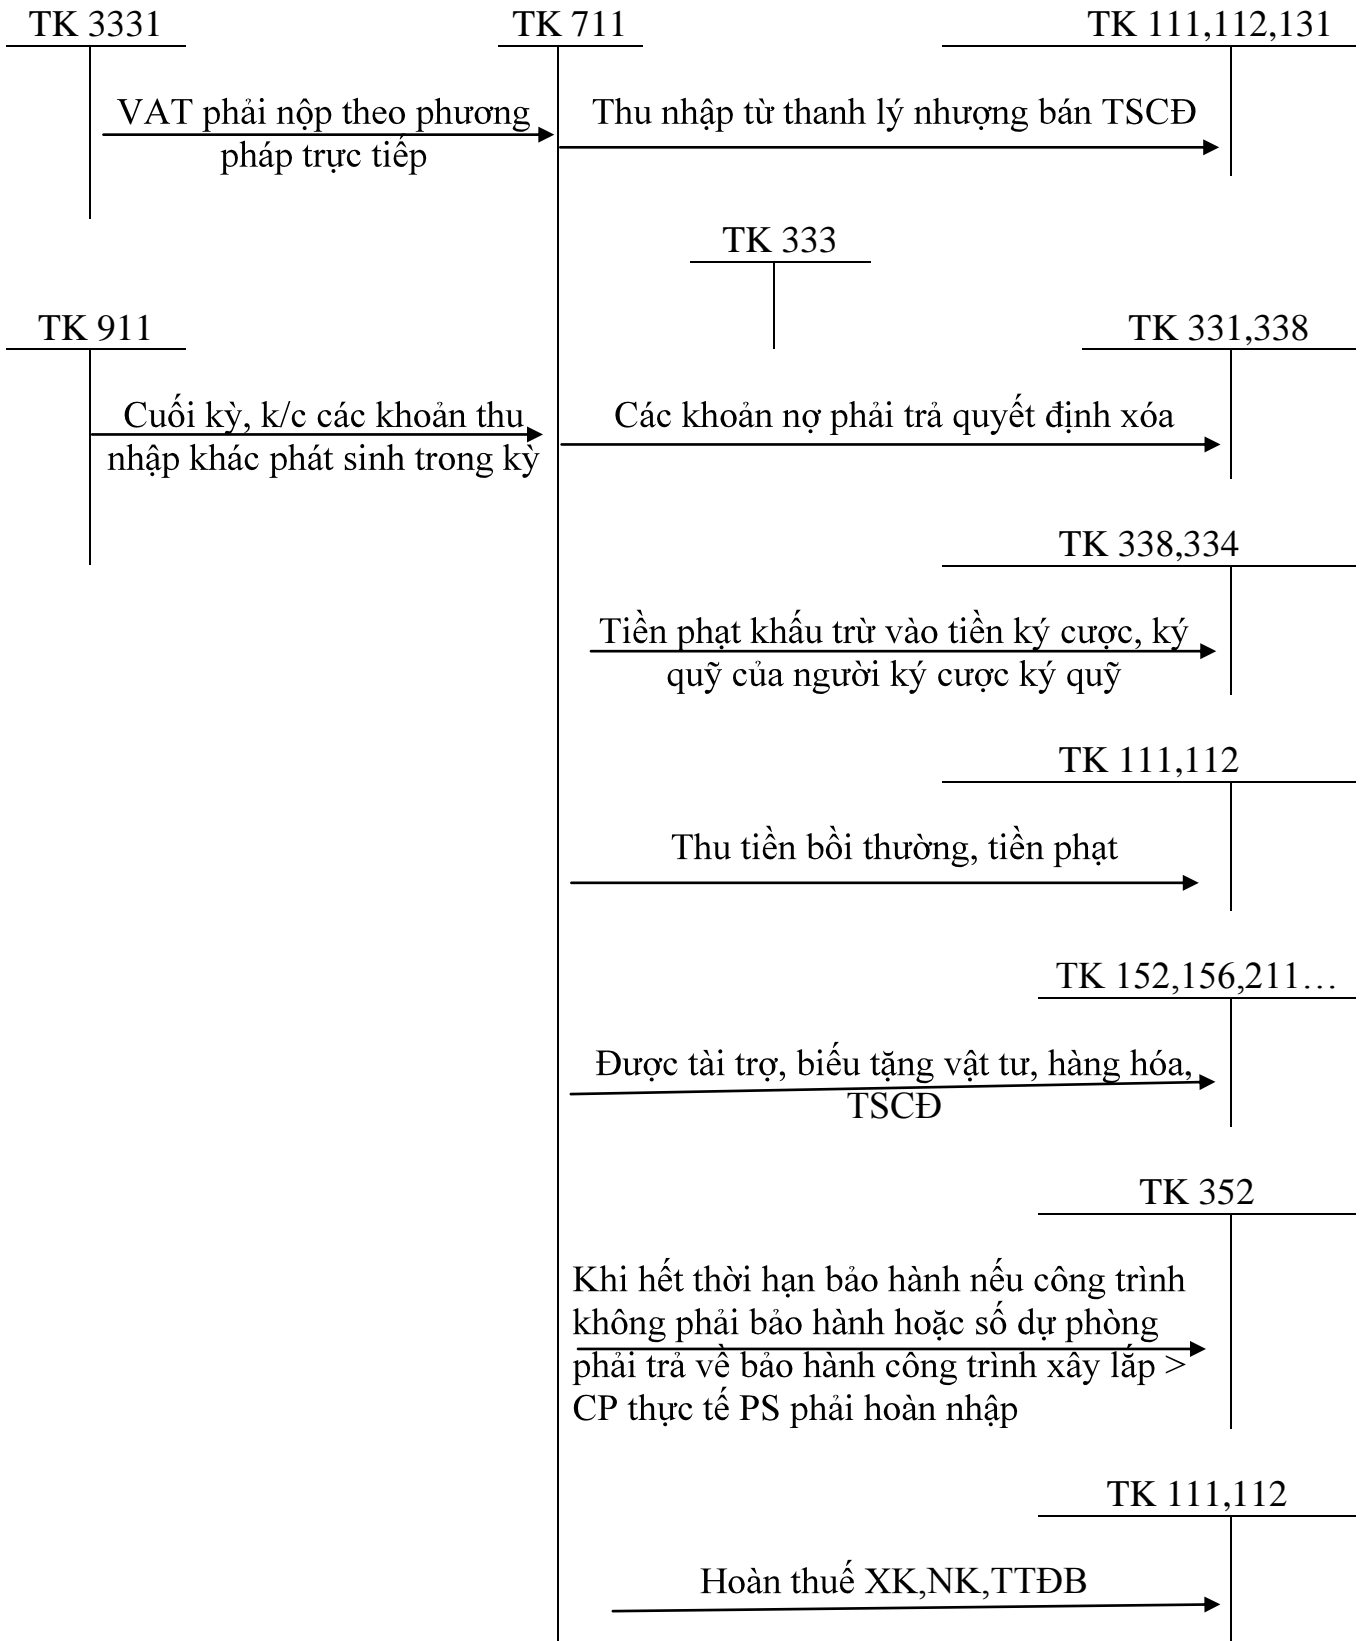 TK 3331
TK 711
TK 111,112,131
VAT phải nộp theo phương
pháp trực tiếp
Thu nhập từ thanh lý nhượng bán TSCĐ
TK 333
TK 911
TK 331,338
Cuối kỳ, k/c các khoản thu
nhập khác phát sinh trong kỳ
Các khoản nợ phải trả quyết định xóa
TK 338,334
Tiền phạt khấu trừ vào tiền ký cược, ký
quỹ của người ký cược ký quỹ
TK 111,112
Thu tiền bồi thường, tiền phạt
TK 152,156,211…
Được tài trợ, biếu tặng vật tư, hàng hóa,
TSCĐ
TK 352
Khi hết thời hạn bảo hành nếu công trình
không phải bảo hành hoặc số dự phòng
phải trả về bảo hành công trình xây lắp >
CP thực tế PS phải hoàn nhập
TK 111,112
Hoàn thuế XK,NK,TTĐB